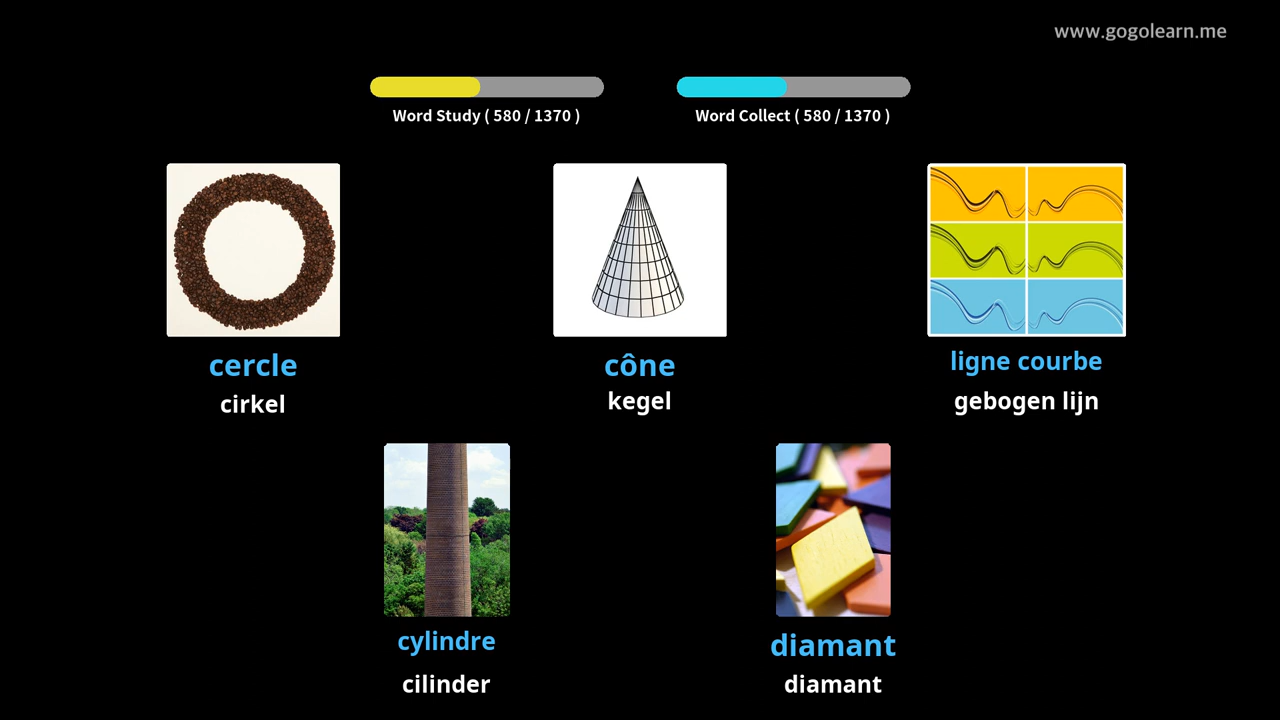 www.gogolearn.me
Word Study ( 580 / 1370 )
Word Collect ( 580 / 1370 )
cercle
cirkel
cône
kegel
ligne courbe
gebogen lijn
cylindre
cilinder
diamant
diamant